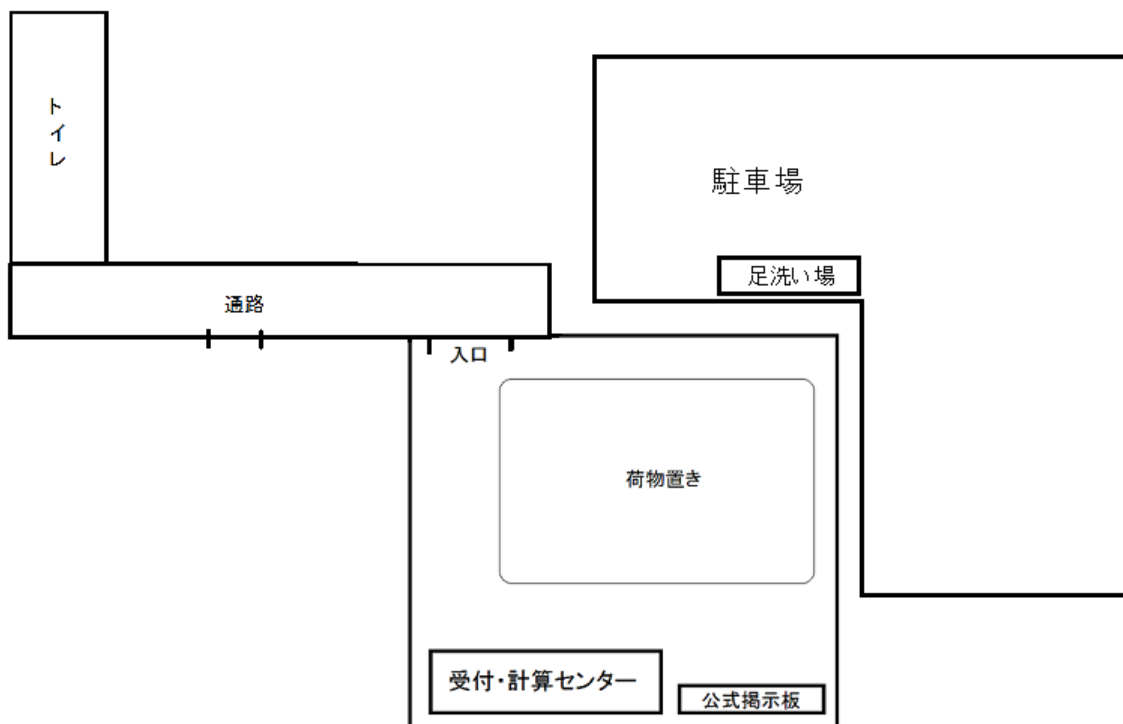 トイレ
駐車場
足洗い場
通路
入口
荷物置き
受付・計算センター
公式掲示板